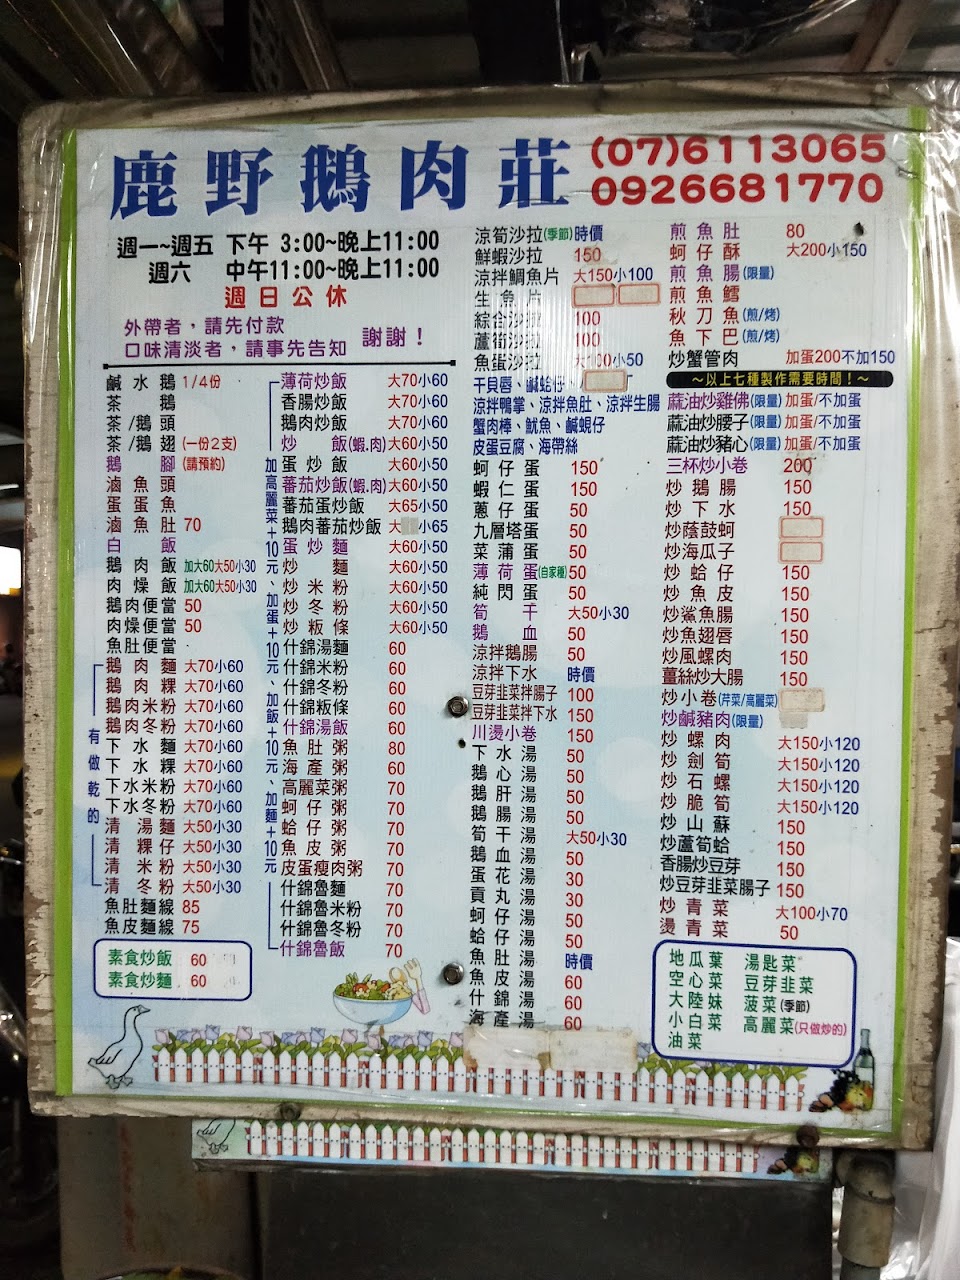 鹿野鵝肉莊
(07)6113065
0926681770
週一~週五 下午 3:00~晚上11:00
週六 中午11:00~晚上11:00
週日公休
外帶者，請先付款
口味清淡者，請事先告知
謝謝！
鹹水鵝 1/4份
茶鵝
茶/鵝頭
茶/鵝翅(一份2支)
鵝腳(請預約)
滷魚頭
蛋蛋魚
滷魚肚 70
白飯
鵝肉飯 加大60大50小30
肉燥飯 加大60大50小30
鵝肉便當 50
肉燥便當 50
魚肚便當
有做乾的
鵝肉麵 大70小60
鵝肉粿 大70小60
鵝肉米粉 大70小60
鵝肉冬粉 大70小60
下水麵 大70小60
下水粿 大70小60
下水米粉 大70小60
下水冬粉 大70小60
清湯麵 大50小30
清粿仔 大50小30
清米粉 大50小30
清冬粉 大50小30
魚肚麵線 85
魚皮麵線 75
素食炒飯 60
素食炒麵 60
加高麗菜+10元、加蛋+10元、加飯+10元、加麵+10元
薄荷炒飯 大70小60
香腸炒飯 大70小60
鵝肉炒飯 大70小60
炒飯(蝦.肉) 大60小50
蛋炒飯 大60小50
蕃茄炒飯(蝦.肉) 大60小50
蕃茄蛋炒飯 大65小50
鵝肉蕃茄炒飯 大 小65
蛋炒麵 大60小50
炒麵 大60小50
炒米粉 大60小50
炒冬粉 大60小50
炒粄條 大60小50
什錦湯麵 60
什錦米粉 60
什錦冬粉 60
什錦粄條 60
什錦湯飯 60
魚肚粥 80
海產粥 60
高麗菜粥 70
蚵仔粥 70
蛤仔粥 70
魚皮粥 70
皮蛋瘦肉粥 70
什錦魯麵 70
什錦魯米粉 70
什錦魯冬粉 70
什錦魯飯 70
涼筍沙拉(季節)時價
鮮蝦沙拉 150
涼拌鯛魚片 大150小100
生魚片
綜合沙拉 100
蘆筍沙拉 100
魚蛋沙拉 大100小50
干貝唇、鹹蛤仔
涼拌鴨掌、涼拌魚肚、涼拌生腸
蟹肉棒、魷魚、鹹蜆仔
皮蛋豆腐、海帶絲
蚵仔蛋 150
蝦仁蛋 150
蔥仔蛋 50
九層塔蛋 50
菜蒲蛋 50
薄荷蛋(自家種) 50
純閃蛋 50
筍干 大50小30
鵝血 50
涼拌鵝腸 50
涼拌下水 時價
豆芽韭菜拌腸子 100
豆芽韭菜拌下水 150
川燙小卷 150
下水湯 50
鵝心湯 50
鵝肝湯 50
鵝腸湯 50
筍干湯 大50小30
鵝血湯 50
蛋花湯 30
貢丸湯 30
蚵仔湯 50
蛤仔湯 50
魚肚湯 時價
魚皮湯 60
什錦湯 60
海產湯 60
煎魚肚 80
蚵仔酥 大200小150
煎魚腸(限量)
煎魚鱈
秋刀魚(煎/烤)
魚下巴(煎/烤)
炒蟹管肉 加蛋200不加150
～以上七種製作需要時間！～
蔴油炒雞佛(限量) 加蛋/不加蛋
蔴油炒腰子(限量) 加蛋/不加蛋
蔴油炒豬心(限量) 加蛋/不加蛋
三杯炒小卷 200
炒鵝腸 150
炒下水 150
炒蔭鼓蚵
炒海瓜子
炒蛤仔 150
炒魚皮 150
炒鯊魚腸 150
炒魚翅唇 150
炒風螺肉 150
薑絲炒大腸 150
炒小卷(芹菜/高麗菜)
炒鹹豬肉(限量)
炒螺肉 大150小120
炒劍筍 大150小120
炒石螺 大150小120
炒脆筍 大150小120
炒山蘇 150
炒蘆筍蛤 150
香腸炒豆芽 150
炒豆芽韭菜腸子 150
炒青菜 大100小70
燙青菜 50
地瓜葉 湯匙菜
空心菜 豆芽韭菜
大陸妹 菠菜(季節)
小白菜 高麗菜(只做炒的)
油菜